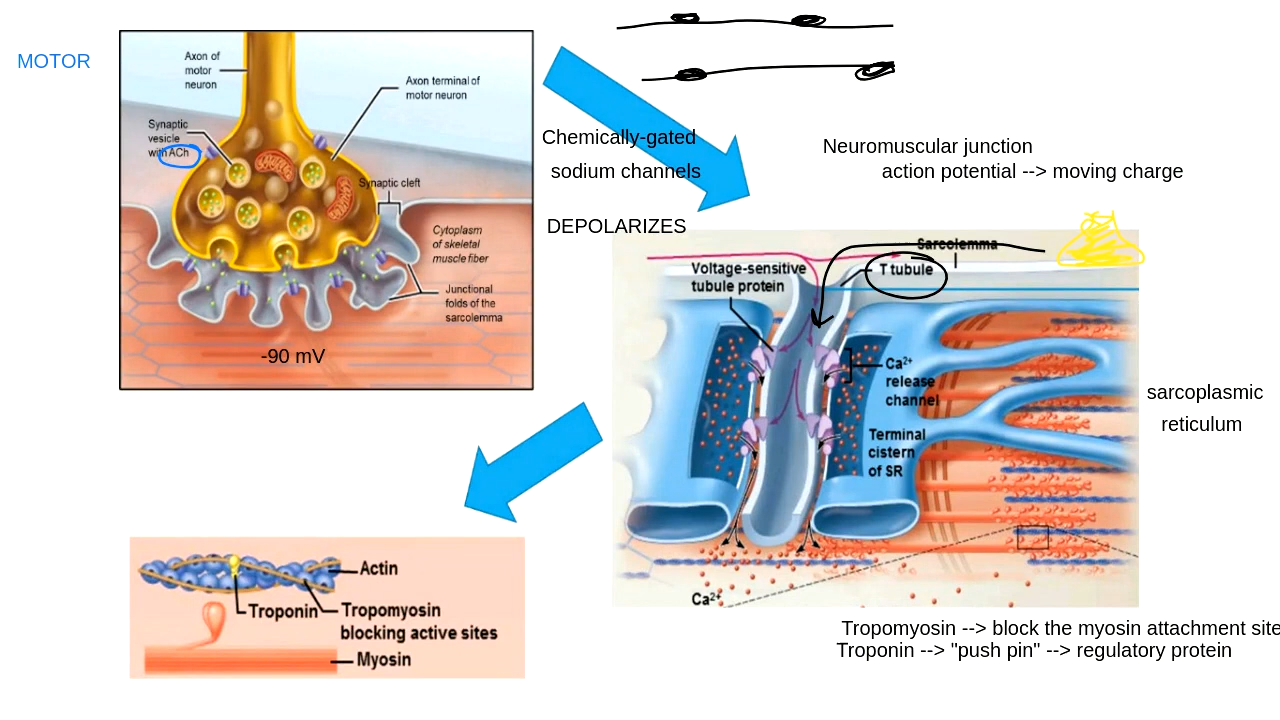 MOTOR
Axon of
motor
neuron
Axon terminal of
motor neuron
Synaptic
vesicle
with ACh
Synaptic cleft
Cytoplasm
of skeletal
muscle fiber
Junctional
folds of the
sarcolemma
-90 mV
Chemically-gated
sodium channels
DEPOLARIZES
Neuromuscular junction
action potential --> moving charge
Sarcolemma
Voltage-sensitive
tubule protein
T tubule
Ca2+
release
channel
Terminal
cistern
of SR
Ca2+
sarcoplasmic
reticulum
Actin
Troponin
Tropomyosin
blocking active sites
Myosin
Tropomyosin --> block the myosin attachment site
Troponin --> "push pin" --> regulatory protein